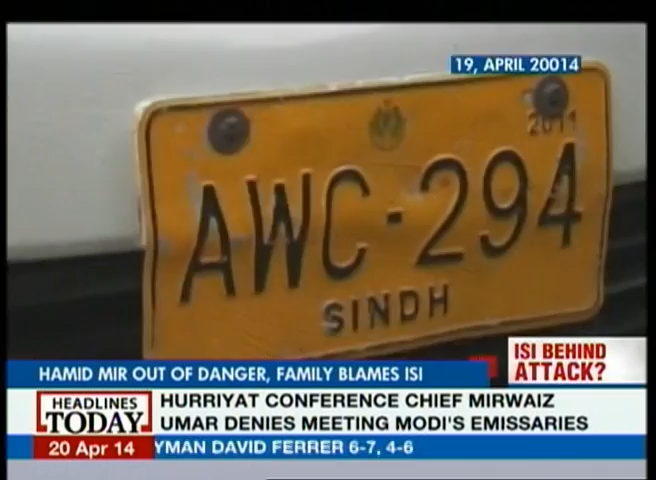 19, APRIL 20014
2011
AWC-294
SINDH
HAMID MIR OUT OF DANGER, FAMILY BLAMES ISI
ISI BEHIND
ATTACK?
HEADLINES
TODAY
HURRIYAT CONFERENCE CHIEF MIRWAIZ
UMAR DENIES MEETING MODI'S EMISSARIES
20 Apr 14
YMAN DAVID FERRER 6-7, 4-6